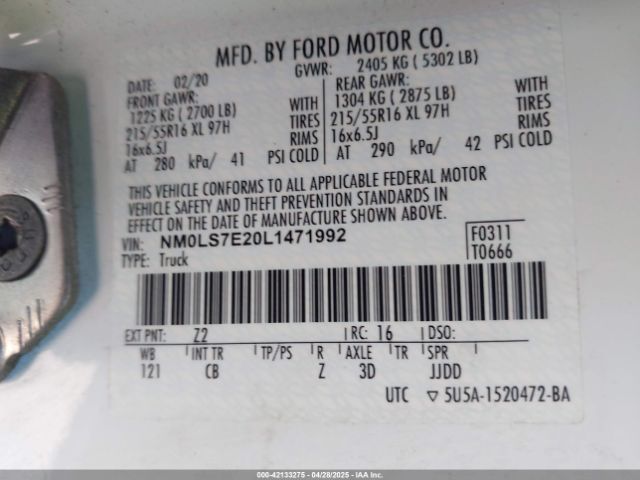 MFD. BY FORD MOTOR CO.
DATE: 02/20 GVWR: 2405 KG ( 5302 LB)
FRONT GAWR: WITH REAR GAWR: WITH
1225 KG ( 2700 LB) TIRES 1304 KG ( 2875 LB) TIRES
215/55R16 XL 97H RIMS 215/55R16 XL 97H RIMS
16x6.5J 16x6.5J
AT 280 kPa/ 41 PSI COLD AT 290 kPa/ 42 PSI COLD
THIS VEHICLE CONFORMS TO ALL APPLICABLE FEDERAL MOTOR
VEHICLE SAFETY AND THEFT PREVENTION STANDARDS IN
EFFECT ON THE DATE OF MANUFACTURE SHOWN ABOVE.
VIN: NM0LS7E20L1471992 F0311
TYPE: Truck T0666
EXT PNT: Z2 RC: 16 DSO:
WB INT TR TP/PS R AXLE TR SPR
121 CB Z 3D JJDD
UTC ▽ 5U5A-1520472-BA
000-42133275 - 04/28/2025 - IAAI.COM